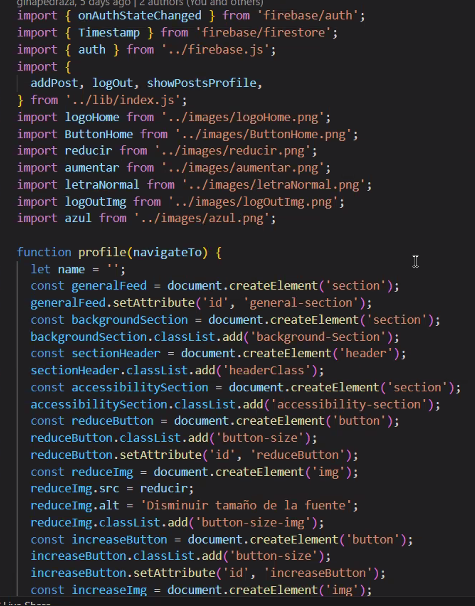 ginapedraza, 5 days ago | 2 authors (You and others)
import { onAuthStateChanged } from 'firebase/auth';
import { Timestamp } from 'firebase/firestore';
import { auth } from '../firebase.js';
import {
  addPost, logOut, showPostsProfile,
} from '../lib/index.js';
import logoHome from '../images/logoHome.png';
import ButtonHome from '../images/ButtonHome.png';
import reducir from '../images/reducir.png';
import aumentar from '../images/aumentar.png';
import letraNormal from '../images/letraNormal.png';
import logOutImg from '../images/logOutImg.png';
import azul from '../images/azul.png';
function profile(navigateTo) {
  let name = '';
  const generalFeed = document.createElement('section');
  generalFeed.setAttribute('id', 'general-section');
  const backgroundSection = document.createElement('section');
  backgroundSection.classList.add('background-Section');
  const sectionHeader = document.createElement('header');
  sectionHeader.classList.add('headerClass');
  const accessibilitySection = document.createElement('section');
  accessibilitySection.classList.add('accessibility-section');
  const reduceButton = document.createElement('button');
  reduceButton.classList.add('button-size');
  reduceButton.setAttribute('id', 'reduceButton');
  const reduceImg = document.createElement('img');
  reduceImg.src = reducir;
  reduceImg.alt = 'Disminuir tamaño de la fuente';
  reduceImg.classList.add('button-size-img');
  const increaseButton = document.createElement('button');
  increaseButton.classList.add('button-size');
  increaseButton.setAttribute('id', 'increaseButton');
  const increaseImg = document.createElement('img');
Live Share